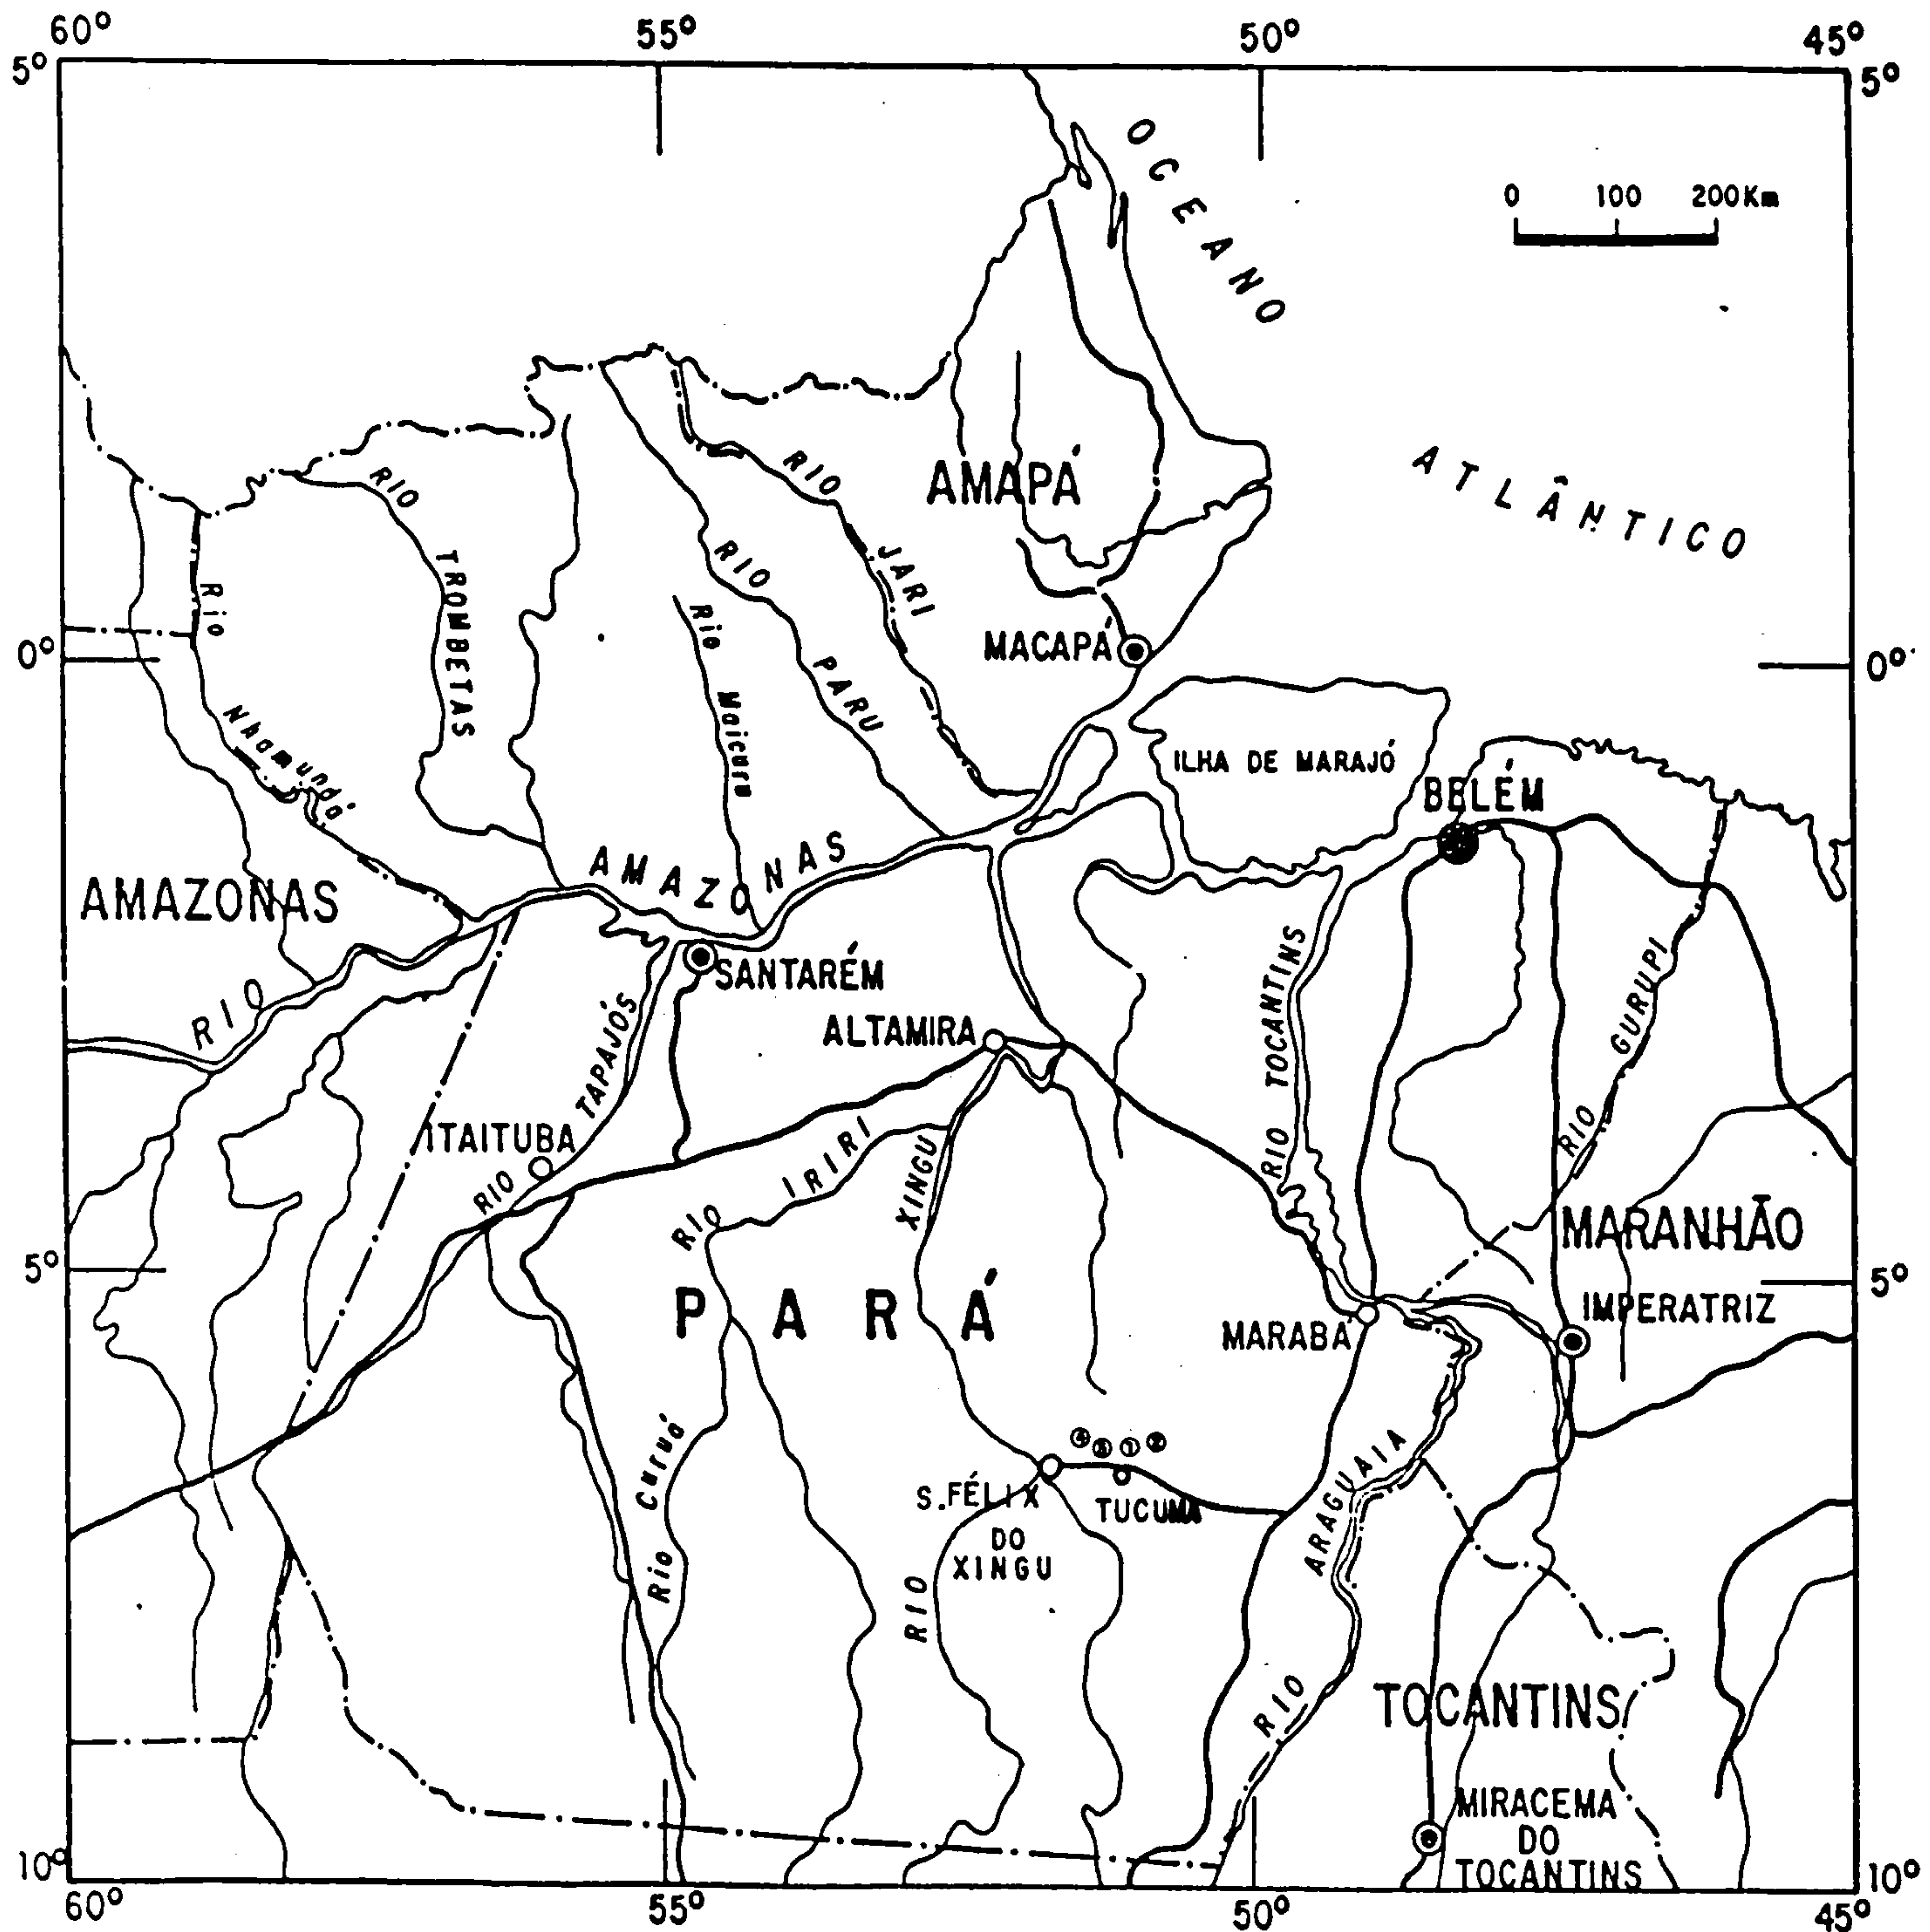 60° 55° 50° 45°
5° 5°
OCEANO
0 100 200Km
ATLÂNTICO
AMAPÁ
RIO
TROMBETAS
RIO
JARI
RIO
PARU
Rio
Maicuru
Rio
Nhamundá
0° 0°
MACAPÁ
ILHA DE MARAJÓ
BELÉM
AMAZONAS
AMAZONAS
RIO
SANTARÉM
ALTAMIRA
TAPAJÓS
RIO
ITAITUBA
RIO TOCANTINS
GURUPI
RIO
RIO IRIRI
XINGU
MARANHÃO
5° 5°
PARÁ
IMPERATRIZ
MARABÁ
Rio Curuá
① ②
S.FÉLIX
DO
XINGU
TUCUMÃ
ARAGUAIA
RIO
RIO
TOCANTINS
MIRACEMA
DO
TOCANTINS
10° 10°
60° 55° 50° 45°